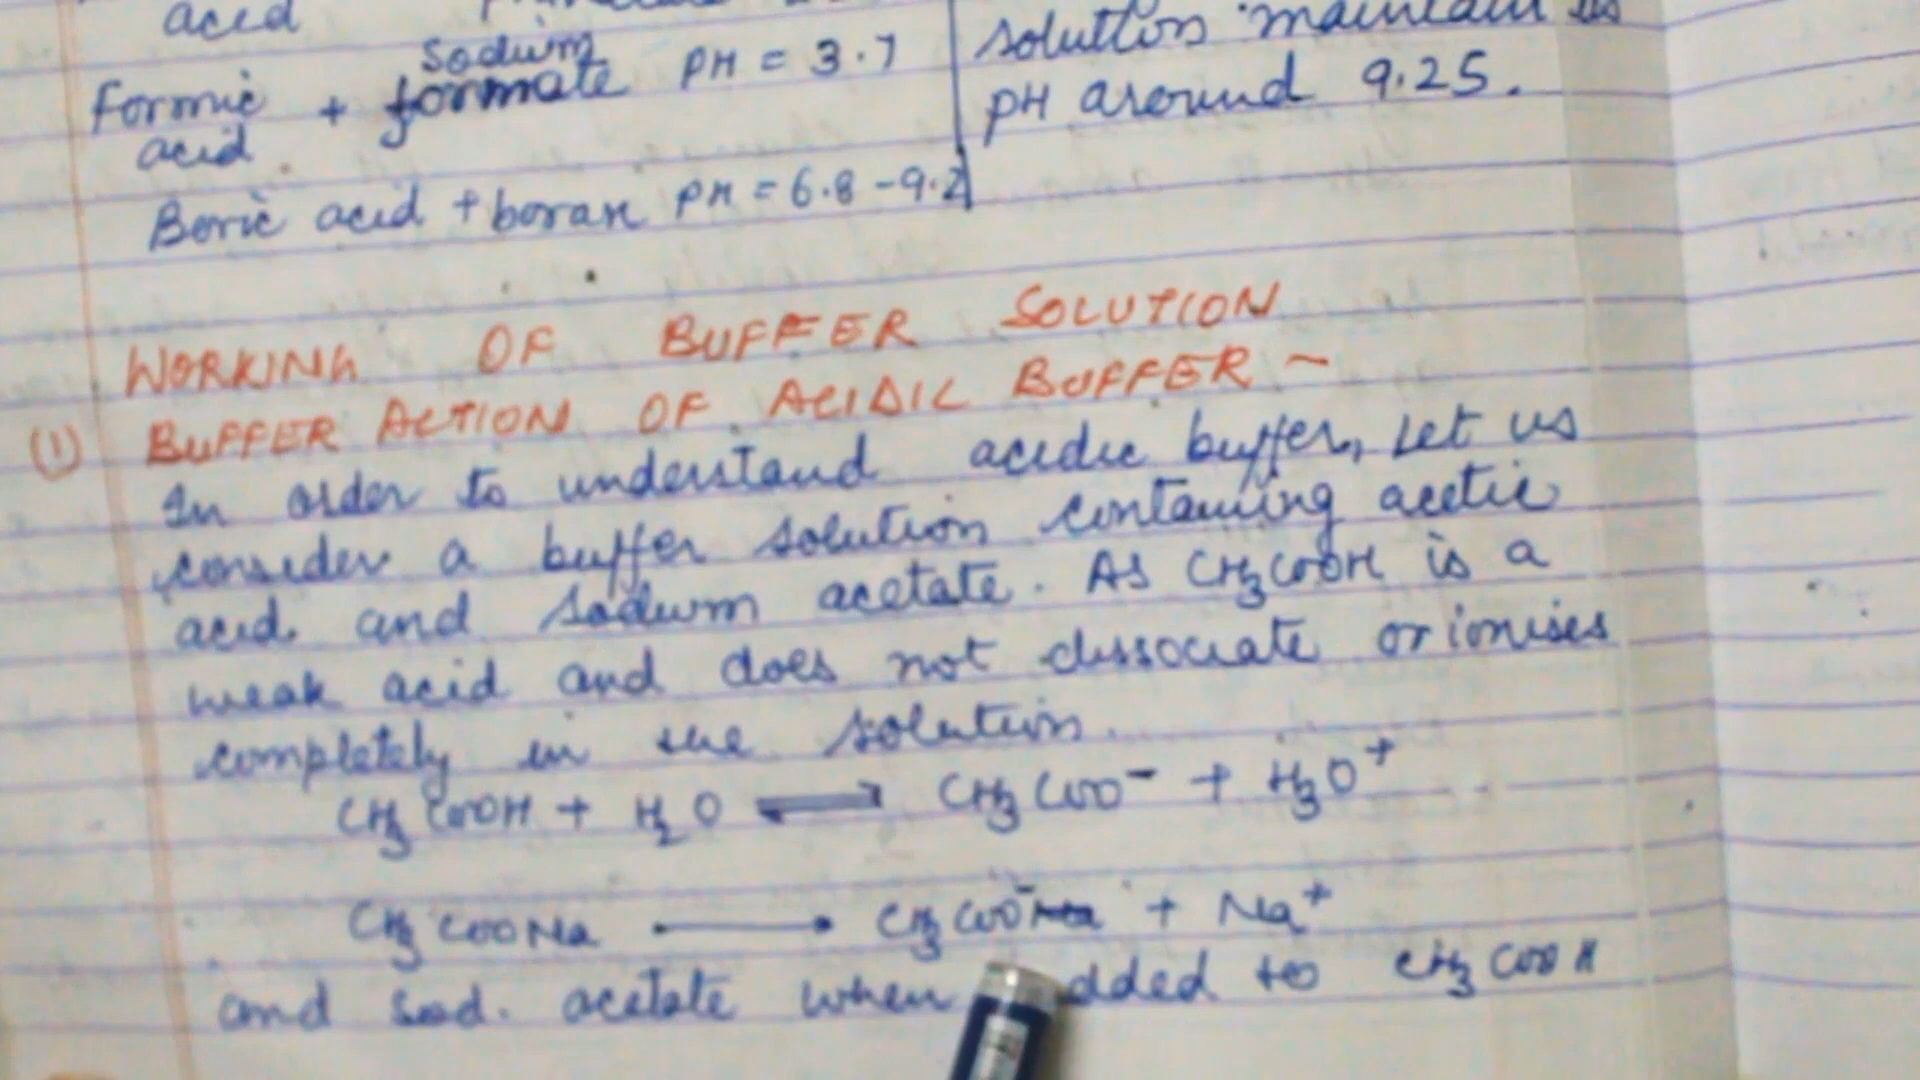 acid
sodium
Formic + formate PH = 3.7
acid
Boric acid + borax PH = 6.8 - 9.2
solution maintain its
pH around 9.25.
WORKING OF BUFFER SOLUTION
(1) BUFFER ACTION OF ACIDIC BUFFER -
In order to understand acidic buffer, Let us
consider a buffer solution containing acetic
acid. and sodium acetate. As CH3COOH is a
weak acid and does not dissociate or ionises
completely in the solution.
CH3COOH + H2O ⇌ CH3COO- + H3O+
CH3COONa → CH3COO- + Na+
and sod. acetate when added to CH3COOH